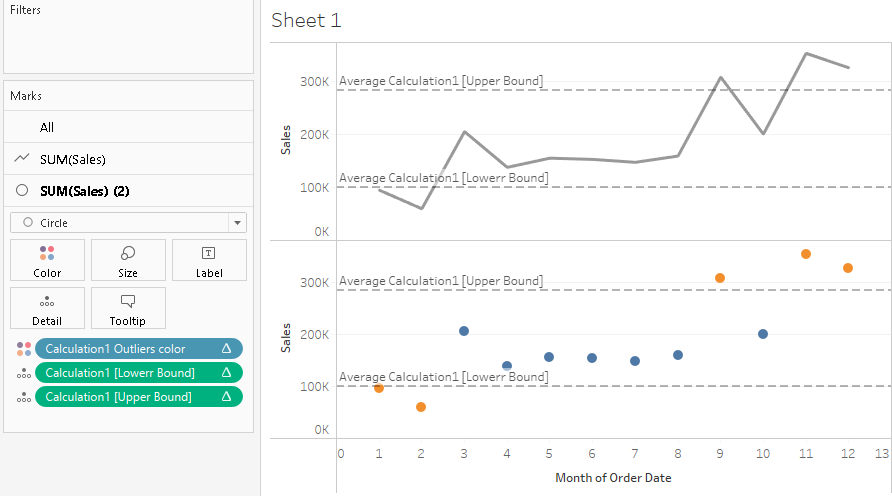 Filters
Marks
All
SUM(Sales)
SUM(Sales) (2)
Circle
Color
Size
Label
Detail
Tooltip
Calculation1 Outliers color
Calculation1 [Lowerr Bound]
Calculation1 [Upper Bound]
Sheet 1
Sales
300K
200K
100K
0K
Average Calculation1 [Upper Bound]
Average Calculation1 [Lowerr Bound]
Sales
300K
200K
100K
0K
Average Calculation1 [Upper Bound]
Average Calculation1 [Lowerr Bound]
0 1 2 3 4 5 6 7 8 9 10 11 12 13
Month of Order Date